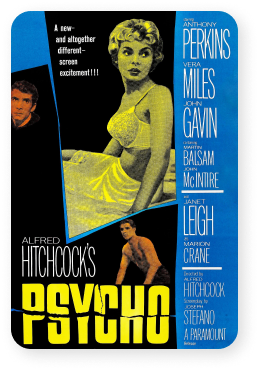 A new—
and altogether
different—
screen
excitement!!!
ANTHONY
PERKINS
VERA
MILES
JOHN
GAVIN
MARTIN
BALSAM
JOHN
McINTIRE
JANET
LEIGH
MARION
CRANE
Directed by
ALFRED
HITCHCOCK
Screenplay by
JOSEPH
STEFANO
A PARAMOUNT
Release
ALFRED
HITCHCOCK'S
PSYCHO